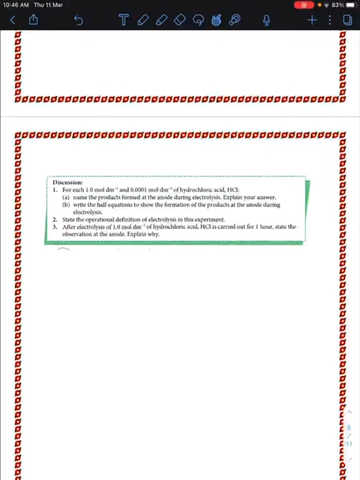 10:46 AM Thu 11 Mar
83%
Discussion:
1. For each 1.0 mol dm⁻³ and 0.0001 mol dm⁻³ of hydrochloric acid, HCl:
(a) name the products formed at the anode during electrolysis. Explain your answer.
(b) write the half equations to show the formation of the products at the anode during
electrolysis.
2. State the operational definition of electrolysis in this experiment.
3. After electrolysis of 1.0 mol dm⁻³ of hydrochloric acid, HCl is carried out for 1 hour, state the
observation at the anode. Explain why.